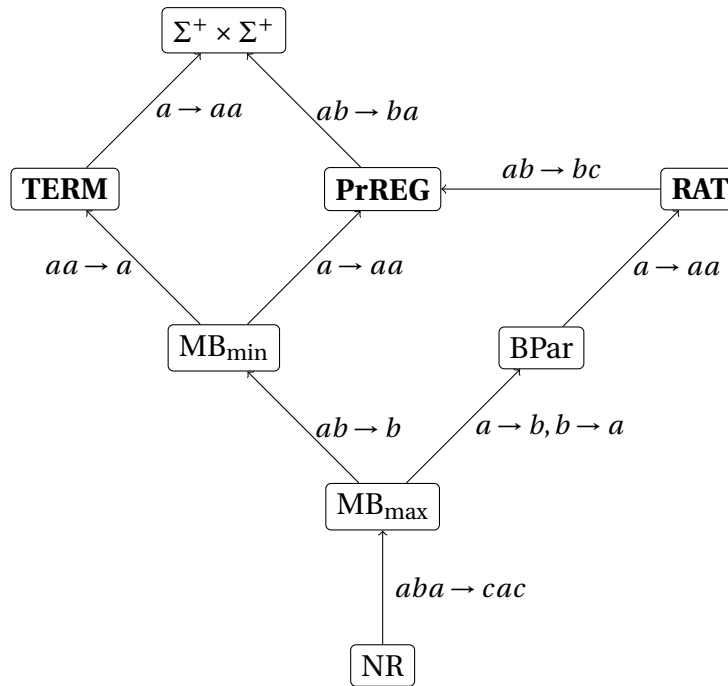 Σ⁺ × Σ⁺
a → aa
ab → ba
TERM
PrREG
ab → bc
RAT
aa → a
a → aa
a → aa
MB_min
BPar
ab → b
a → b, b → a
MB_max
aba → cac
NR